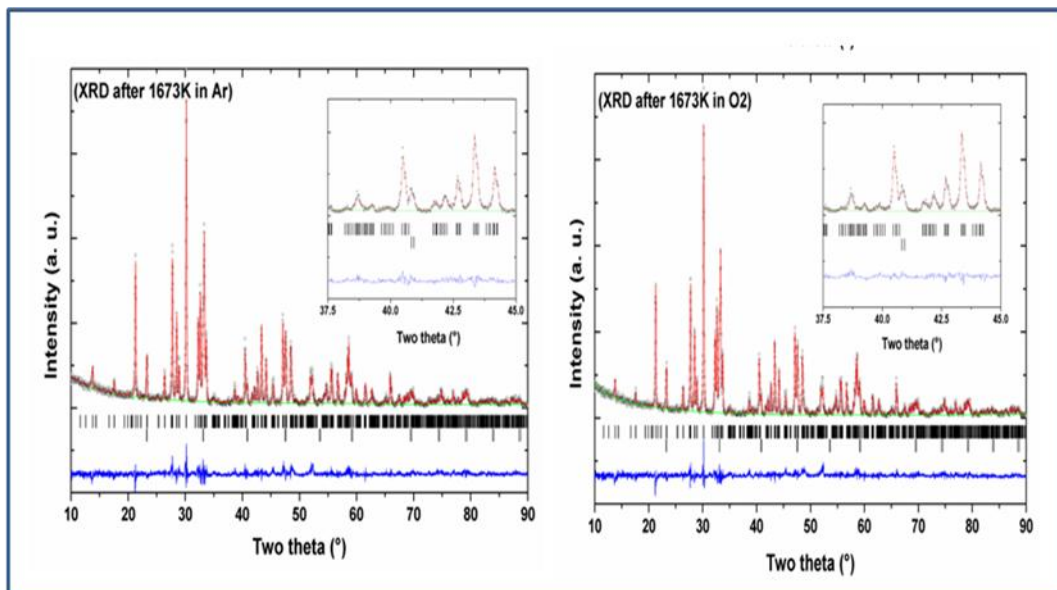 (XRD after 1673K in Ar)
Intensity (a. u.)
37.5 40.0 42.5 45.0
Two theta (°)
10 20 30 40 50 60 70 80 90
Two theta (°)
(XRD after 1673K in O2)
Intensity (a. u.)
37.5 40.0 42.5 45.0
Two theta (°)
10 20 30 40 50 60 70 80 90
Two theta (°)